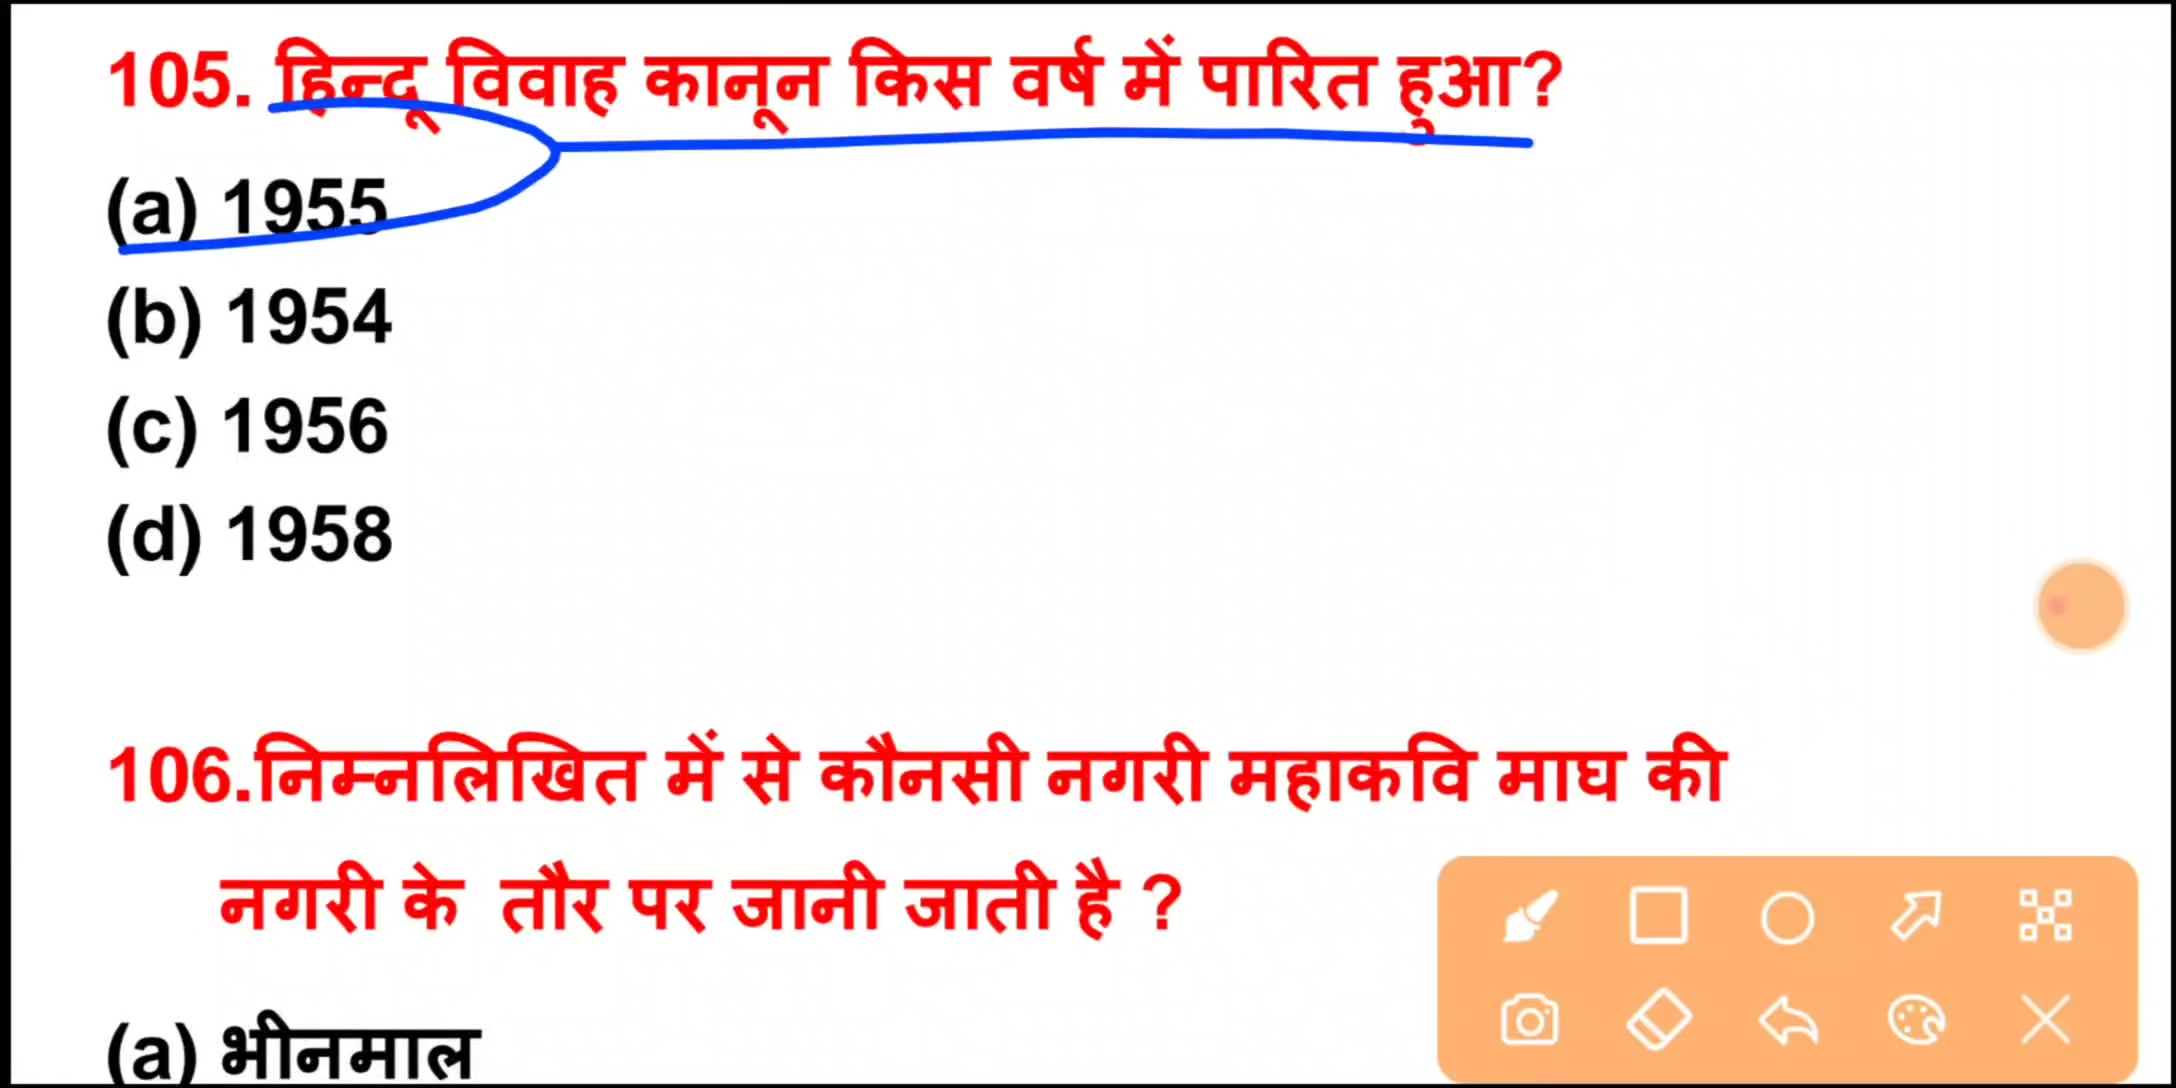 105. हिन्दू विवाह कानून किस वर्ष में पारित हुआ?
(a) 1955
(b) 1954
(c) 1956
(d) 1958
106.निम्नलिखित में से कौनसी नगरी महाकवि माघ की
नगरी के तौर पर जानी जाती है ?
(a) भीनमाल